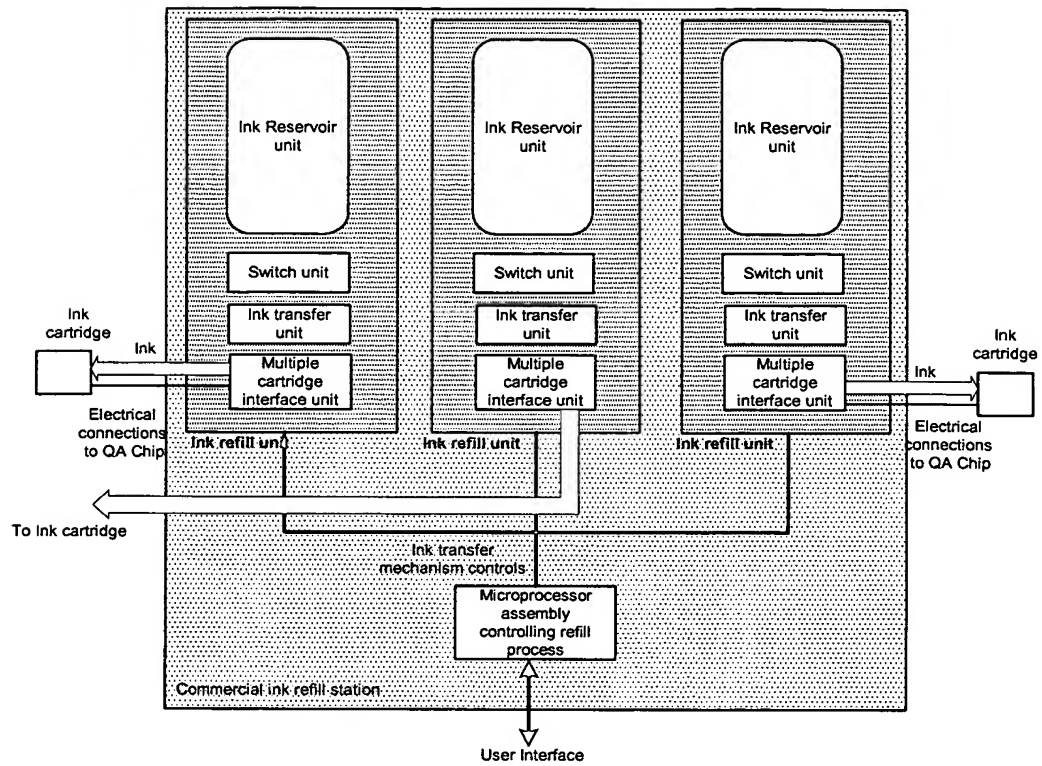 Ink Reservoir
unit
Ink Reservoir
unit
Ink Reservoir
unit
Switch unit
Switch unit
Switch unit
Ink transfer
unit
Ink transfer
unit
Ink transfer
unit
Ink
cartridge
Ink
Multiple
cartridge
interface unit
Multiple
cartridge
interface unit
Multiple
cartridge
interface unit
Ink
Ink
cartridge
Electrical
connections
to QA Chip
Ink refill unit
Ink refill unit
Ink refill unit
Electrical
connections
to QA Chip
To Ink cartridge
Ink transfer
mechanism controls
Microprocessor
assembly
controlling refill
process
Commercial ink refill station
User Interface